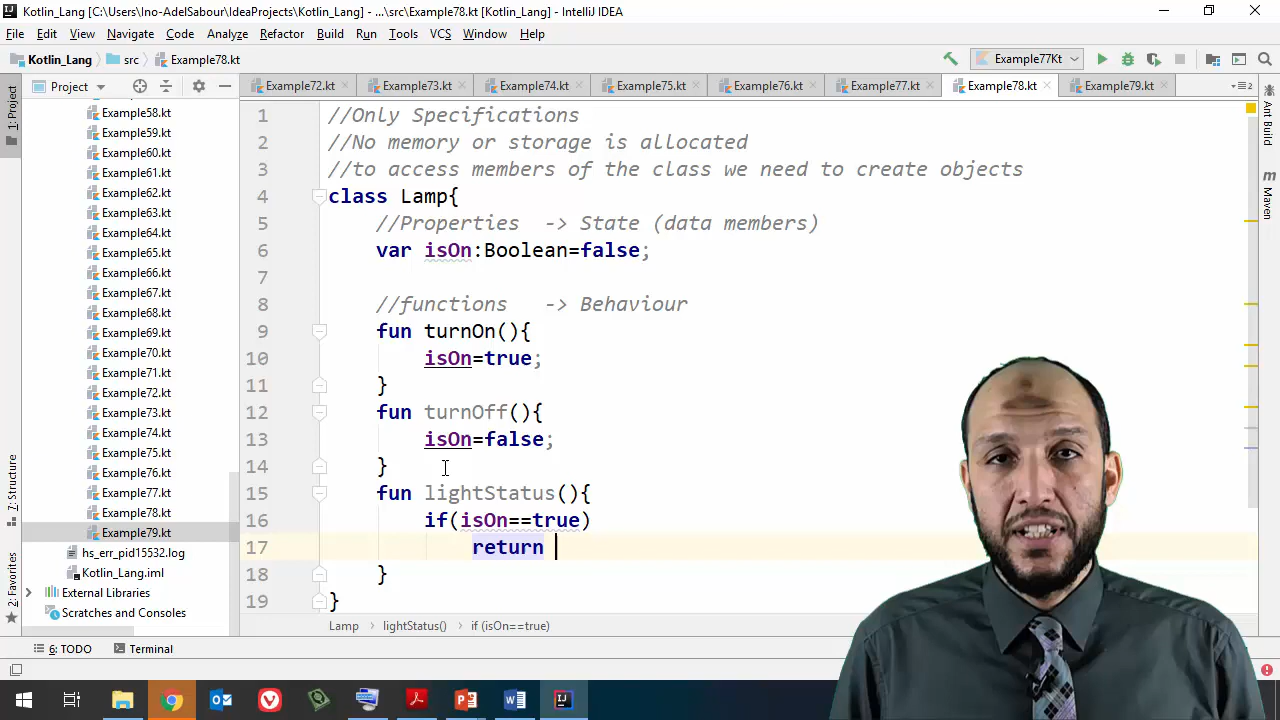 Kotlin_Lang [C:\Users\Ino-AdelSabour\IdeaProjects\Kotlin_Lang] - ...\src\Example78.kt [Kotlin_Lang] - IntelliJ IDEA
File Edit View Navigate Code Analyze Refactor Build Run Tools VCS Window Help
Kotlin_Lang src Example78.kt Example77Kt
Project Example72.kt Example73.kt Example74.kt Example75.kt Example76.kt Example77.kt Example78.kt Example79.kt
1: Project
7: Structure
2: Favorites
Example58.kt
Example59.kt
Example60.kt
Example61.kt
Example62.kt
Example63.kt
Example64.kt
Example65.kt
Example66.kt
Example67.kt
Example68.kt
Example69.kt
Example70.kt
Example71.kt
Example72.kt
Example73.kt
Example74.kt
Example75.kt
Example76.kt
Example77.kt
Example78.kt
Example79.kt
hs_err_pid15532.log
Kotlin_Lang.iml
External Libraries
Scratches and Consoles
1 //Only Specifications
2 //No memory or storage is allocated
3 //to access members of the class we need to create objects
4 class Lamp{
5 //Properties -> State (data members)
6 var isOn:Boolean=false;
7
8 //functions -> Behaviour
9 fun turnOn(){
10 isOn=true;
11 }
12 fun turnOff(){
13 isOn=false;
14 }
15 fun lightStatus(){
16 if(isOn==true)
17 return
18 }
19 }
Ant Build
Maven
Lamp lightStatus() if (isOn==true)
6: TODO Terminal